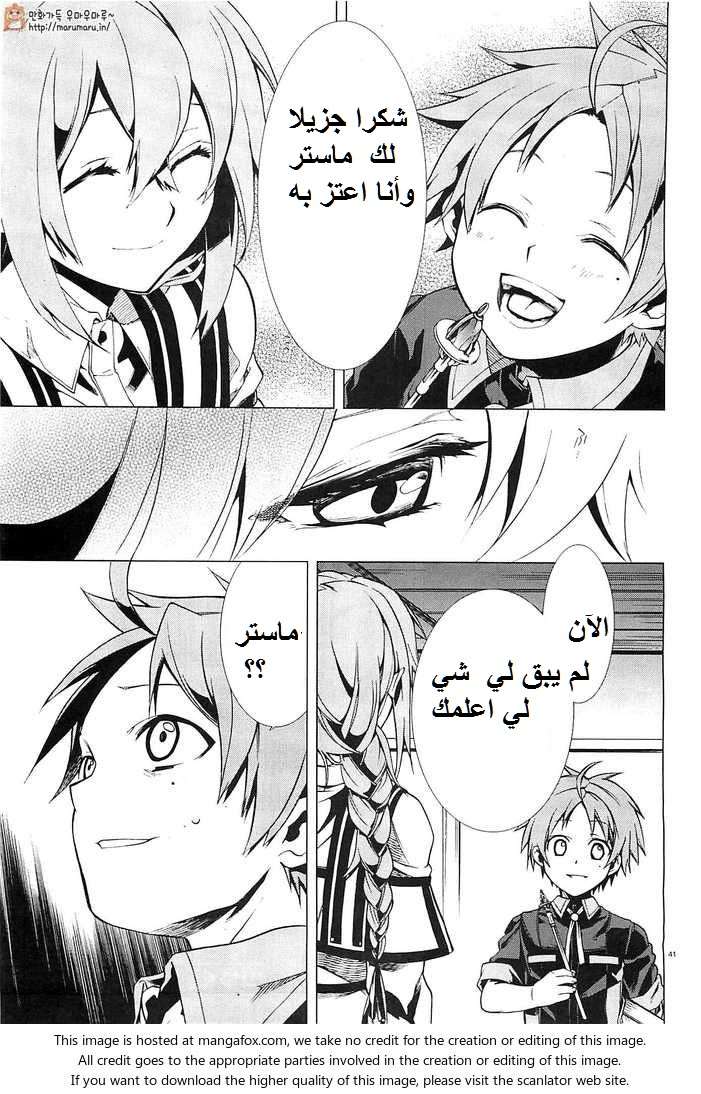 만화가득 우마우마루~
http://marumaru.in/
شكرا جزيلا
لك ماستر
وأنا اعتز به
الآن
لم يبق لي شي
لي اعلمك
ماستر
؟؟
41
This image is hosted at mangafox.com, we take no credit for the creation or editing of this image.
All credit goes to the appropriate parties involved in the creation or editing of this image.
If you want to download the higher quality of this image, please visit the scanlator web site.